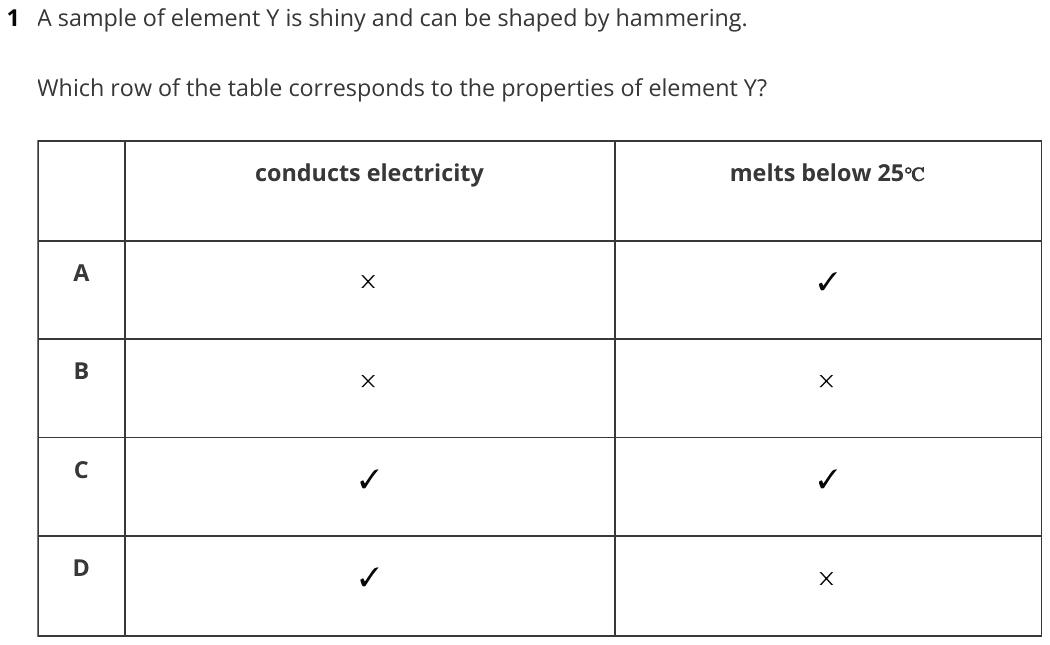 1 A sample of element Y is shiny and can be shaped by hammering.
Which row of the table corresponds to the properties of element Y?
conducts electricity melts below 25℃
A × ✓
B × ×
C ✓ ✓
D ✓ ×